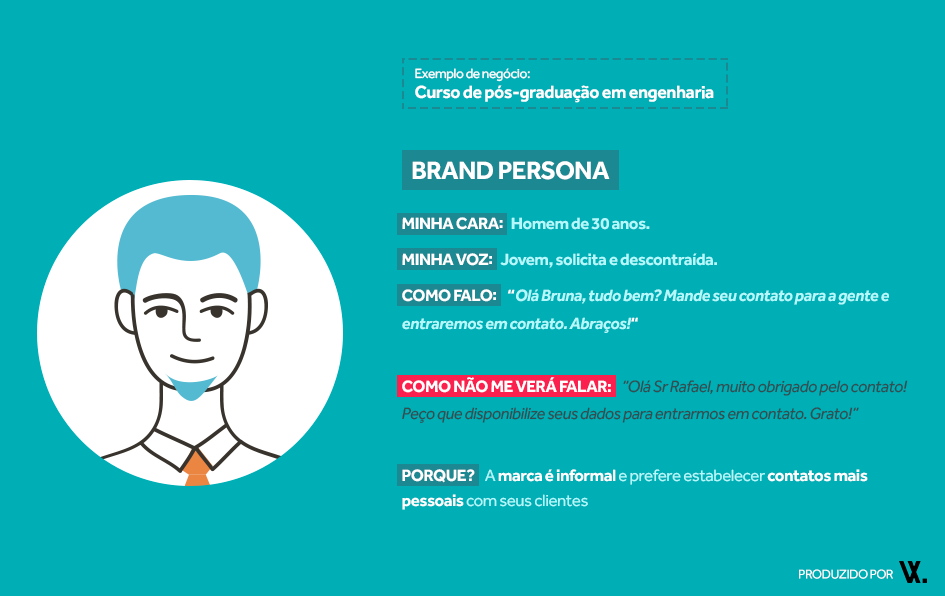 Exemplo de negócio:
Curso de pós-graduação em engenharia
BRAND PERSONA
MINHA CARA: Homem de 30 anos.
MINHA VOZ: Jovem, solicita e descontraída.
COMO FALO: "Olá Bruna, tudo bem? Mande seu contato para a gente e
entraremos em contato. Abraços!"
COMO NÃO ME VERÁ FALAR: "Olá Sr Rafael, muito obrigado pelo contato!
Peço que disponibilize seus dados para entrarmos em contato. Grato!"
PORQUE? A marca é informal e prefere estabelecer contatos mais
pessoais com seus clientes
PRODUZIDO POR VX.